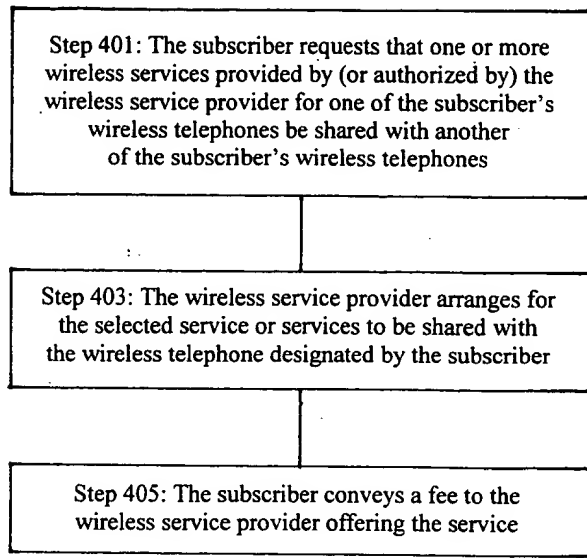 Step 401: The subscriber requests that one or more
wireless services provided by (or authorized by) the
wireless service provider for one of the subscriber's
wireless telephones be shared with another
of the subscriber's wireless telephones
Step 403: The wireless service provider arranges for
the selected service or services to be shared with
the wireless telephone designated by the subscriber
Step 405: The subscriber conveys a fee to the
wireless service provider offering the service